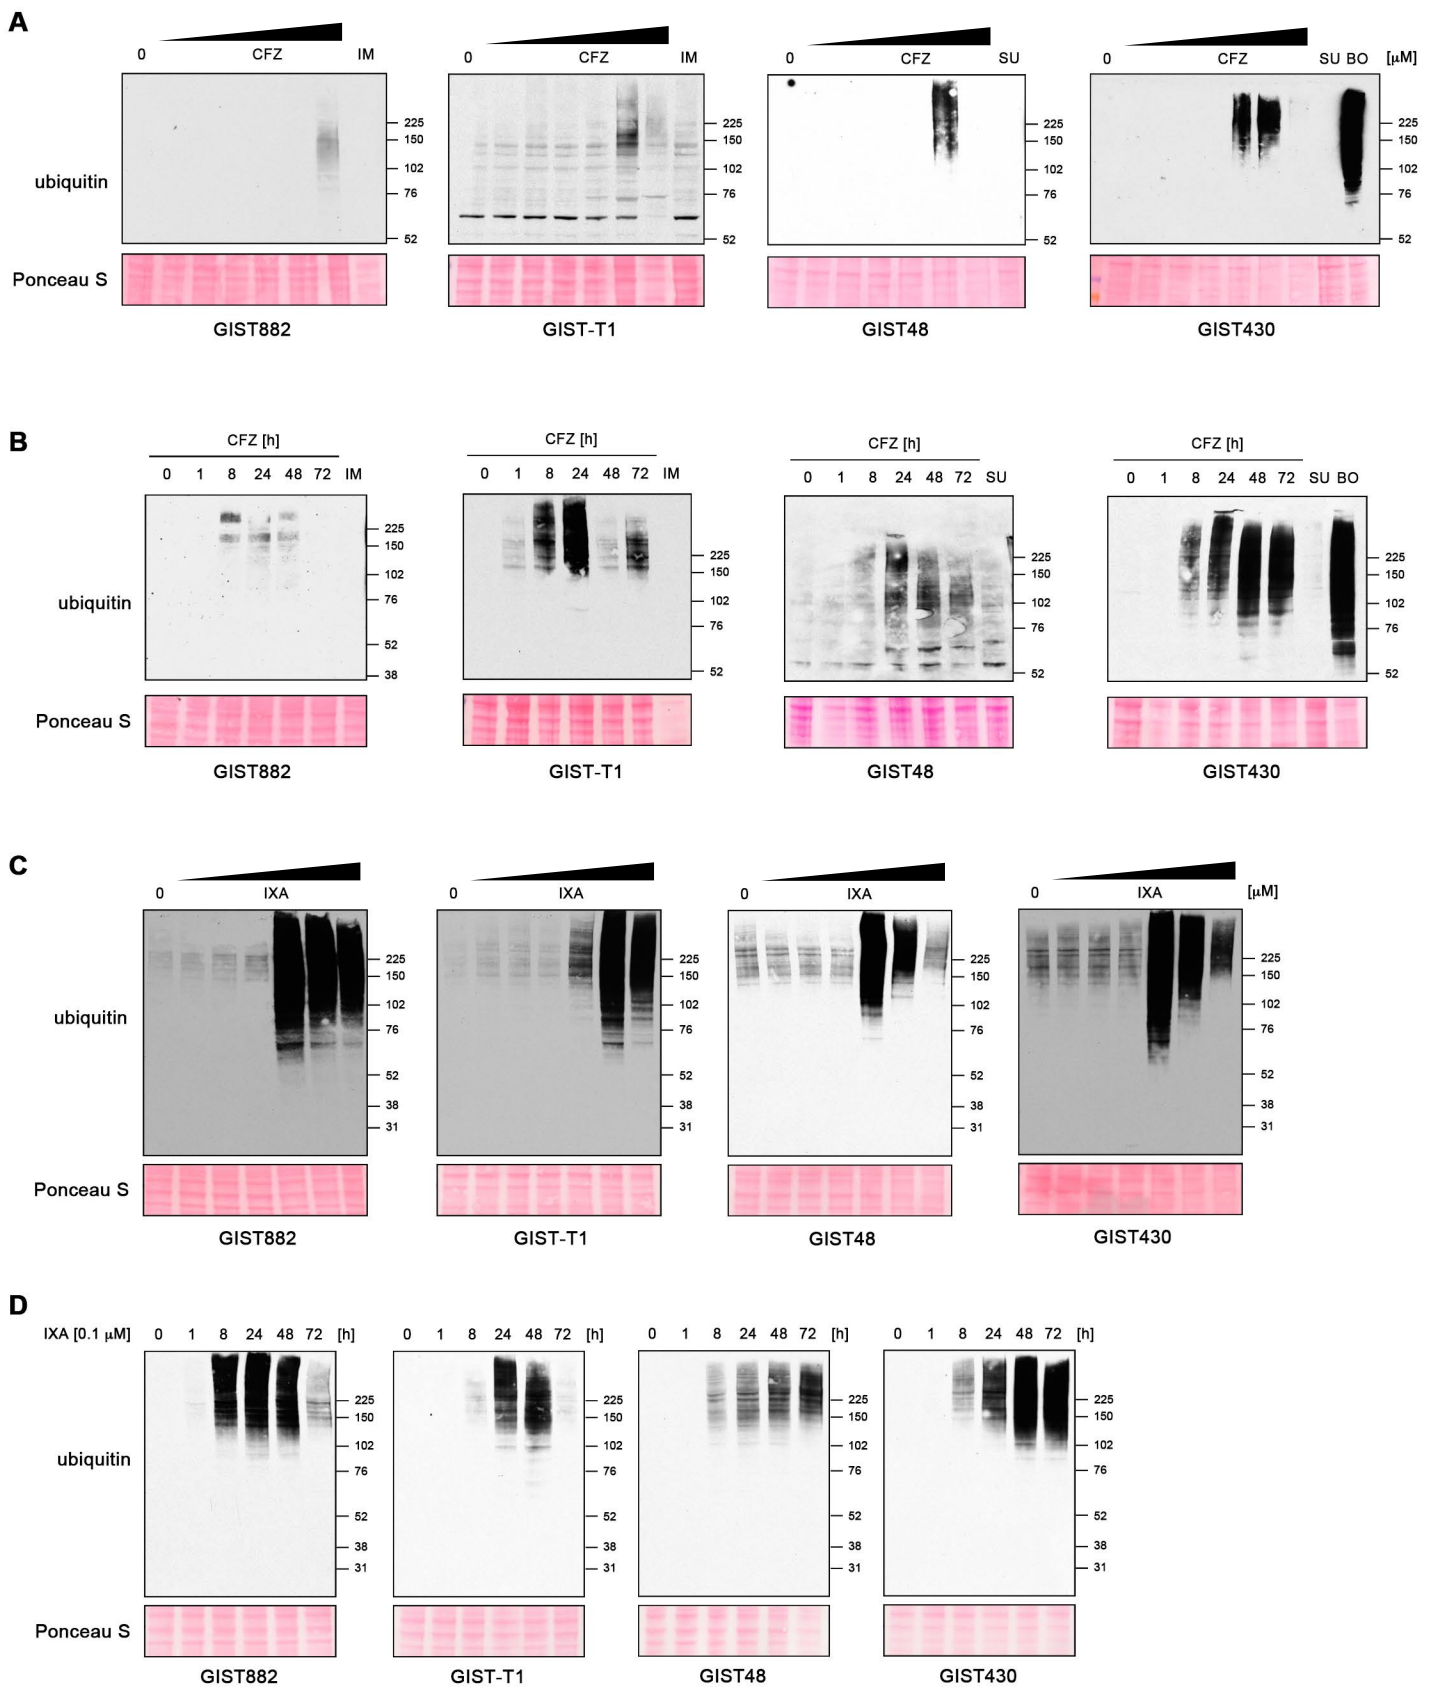 A
0 CFZ IM
0 CFZ IM
0 CFZ SU
0 CFZ SU BO [µM]
ubiquitin
225
150
102
76
52
225
150
102
76
52
225
150
102
76
52
225
150
102
76
52
Ponceau S
GIST882 GIST-T1 GIST48 GIST430
B
CFZ [h] CFZ [h] CFZ [h] CFZ [h]
0 1 8 24 48 72 IM
0 1 8 24 48 72 IM
0 1 8 24 48 72 SU
0 1 8 24 48 72 SU BO
ubiquitin
225
150
102
76
52
38
225
150
102
76
52
225
150
102
76
52
225
150
102
76
52
Ponceau S
GIST882 GIST-T1 GIST48 GIST430
C
0 IXA
0 IXA
0 IXA
0 IXA [µM]
ubiquitin
225
150
102
76
52
38
31
225
150
102
76
52
38
31
225
150
102
76
52
38
31
225
150
102
76
52
38
31
Ponceau S
GIST882 GIST-T1 GIST48 GIST430
D
IXA [0.1 µM] 0 1 8 24 48 72 [h]
0 1 8 24 48 72 [h]
0 1 8 24 48 72 [h]
0 1 8 24 48 72 [h]
ubiquitin
225
150
102
76
52
38
31
225
150
102
76
52
38
31
225
150
102
76
52
38
31
225
150
102
76
52
38
31
Ponceau S
GIST882 GIST-T1 GIST48 GIST430